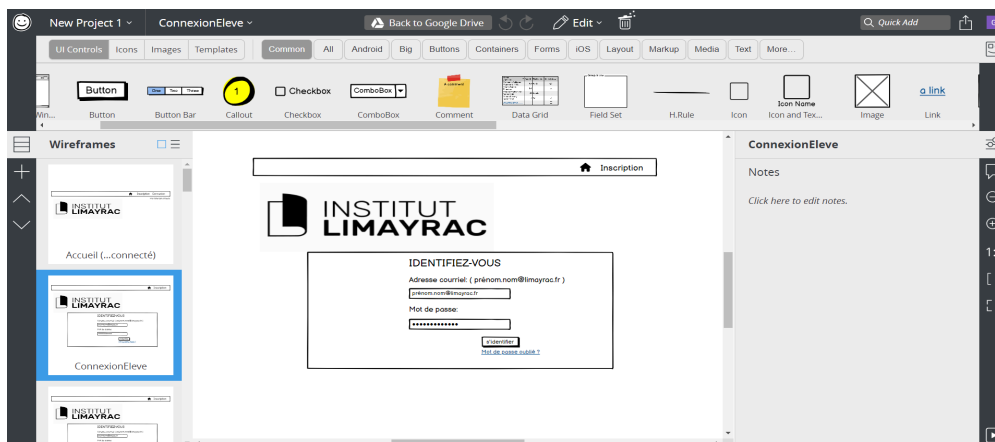 New Project 1
ConnexionEleve
Back to Google Drive
Edit
Quick Add
UI Controls Icons Images Templates
Common All Android Big Buttons Containers Forms iOS Layout Markup Media Text More...
Button
One Two Three
1
Checkbox
ComboBox
A comment
Icon Name
a link
Win...
Button
Button Bar
Callout
Checkbox
ComboBox
Comment
Data Grid
Field Set
H.Rule
Icon
Icon and Tex...
Image
Link
Wireframes
INSTITUT
LIMAYRAC
Accueil (...connecté)
INSTITUT
LIMAYRAC
IDENTIFIEZ-VOUS
ConnexionEleve
INSTITUT
LIMAYRAC
IDENTIFIEZ-VOUS
Inscription
INSTITUT
LIMAYRAC
IDENTIFIEZ-VOUS
Adresse courriel: ( prénom.nom@limayrac.fr )
prénom.nom@limayrac.fr
Mot de passe:
s'identifier
Mot de passe oublié ?
ConnexionEleve
Notes
Click here to edit notes.